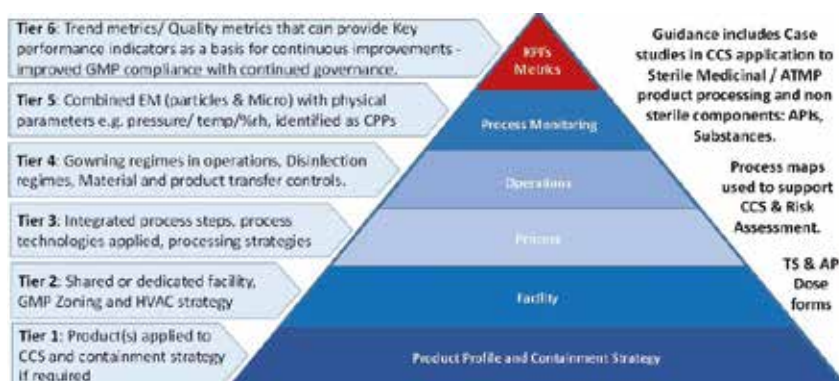 Tier 6: Trend metrics/ Quality metrics that can provide Key
performance indicators as a basis for continuous improvements -
improved GMP compliance with continued governance.
Tier 5: Combined EM (particles & Micro) with physical
parameters e.g. pressure/ temp/%rh, identified as CPPs
Tier 4: Gowning regimes in operations, Disinfection
regimes, Material and product transfer controls.
Tier 3: Integrated process steps, process
technologies applied, processing strategies
Tier 2: Shared or dedicated facility,
GMP Zoning and HVAC strategy
Tier 1: Product(s) applied to
CCS and containment strategy
if required
KPI's
Metrics
Process Monitoring
Operations
Process
Facility
Product Profile and Containment Strategy
Guidance includes Case
studies in CCS application to
Sterile Medicinal / ATMP
product processing and non
sterile components: APIs,
Substances.
Process maps
used to support
CCS & Risk
Assessment.
TS & AP
Dose
forms